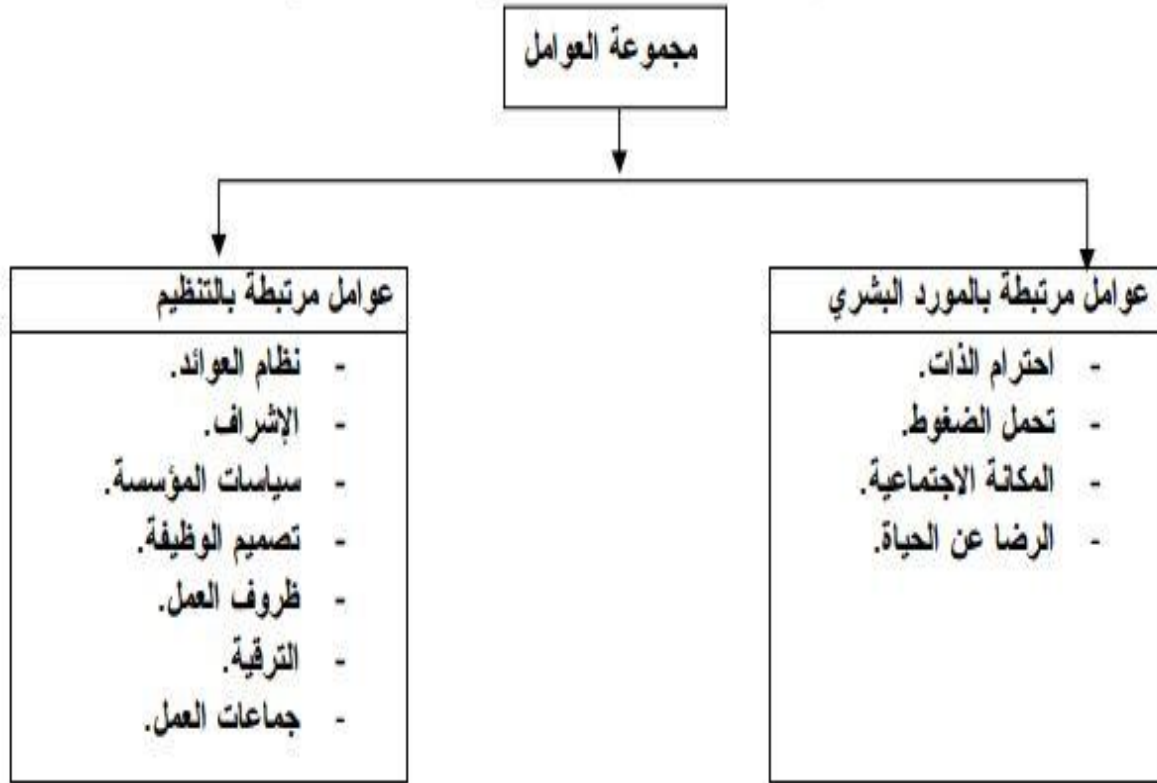 مجموعة العوامل
عوامل مرتبطة بالمورد البشري
- احترام الذات.
- تحمل الضغوط.
- المكانة الاجتماعية.
- الرضا عن الحياة.
عوامل مرتبطة بالتنظيم
- نظام العوائد.
- الإشراف.
- سياسات المؤسسة.
- تصميم الوظيفة.
- ظروف العمل.
- الترقية.
- جماعات العمل.